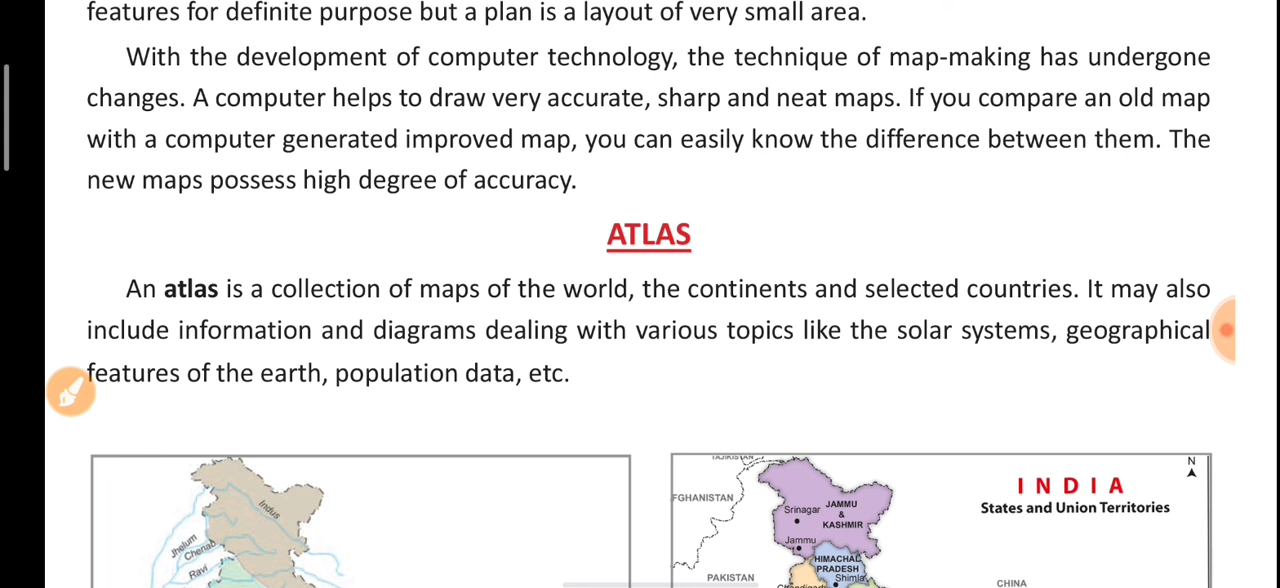 features for definite purpose but a plan is a layout of very small area.
With the development of computer technology, the technique of map-making has undergone
changes. A computer helps to draw very accurate, sharp and neat maps. If you compare an old map
with a computer generated improved map, you can easily know the difference between them. The
new maps possess high degree of accuracy.
ATLAS
An atlas is a collection of maps of the world, the continents and selected countries. It may also
include information and diagrams dealing with various topics like the solar systems, geographical
features of the earth, population data, etc.
Indus
Jhelum
Chenab
Ravi
TAJIKISTAN
N
INDIA
States and Union Territories
FGHANISTAN
Srinagar
JAMMU
&
KASHMIR
Jammu
HIMACHAL
PRADESH
Shimla
PAKISTAN
CHINA
Chandigarh